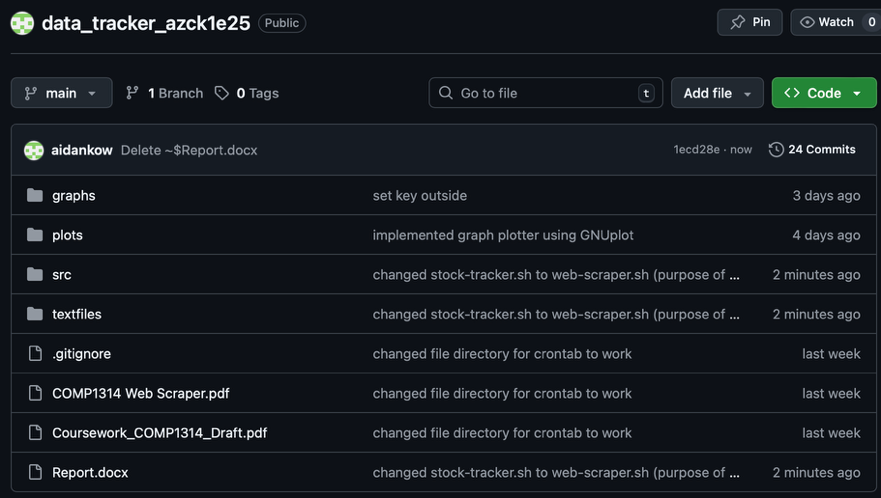 data_tracker_azck1e25 Public Pin Watch 0
main 1 Branch 0 Tags Go to file t Add file <> Code
aidankow Delete ~$Report.docx 1ecd28e · now 24 Commits
graphs set key outside 3 days ago
plots implemented graph plotter using GNUplot 4 days ago
src changed stock-tracker.sh to web-scraper.sh (purpose of ... 2 minutes ago
textfiles changed stock-tracker.sh to web-scraper.sh (purpose of ... 2 minutes ago
.gitignore changed file directory for crontab to work last week
COMP1314 Web Scraper.pdf changed file directory for crontab to work last week
Coursework_COMP1314_Draft.pdf changed file directory for crontab to work last week
Report.docx changed stock-tracker.sh to web-scraper.sh (purpose of ... 2 minutes ago